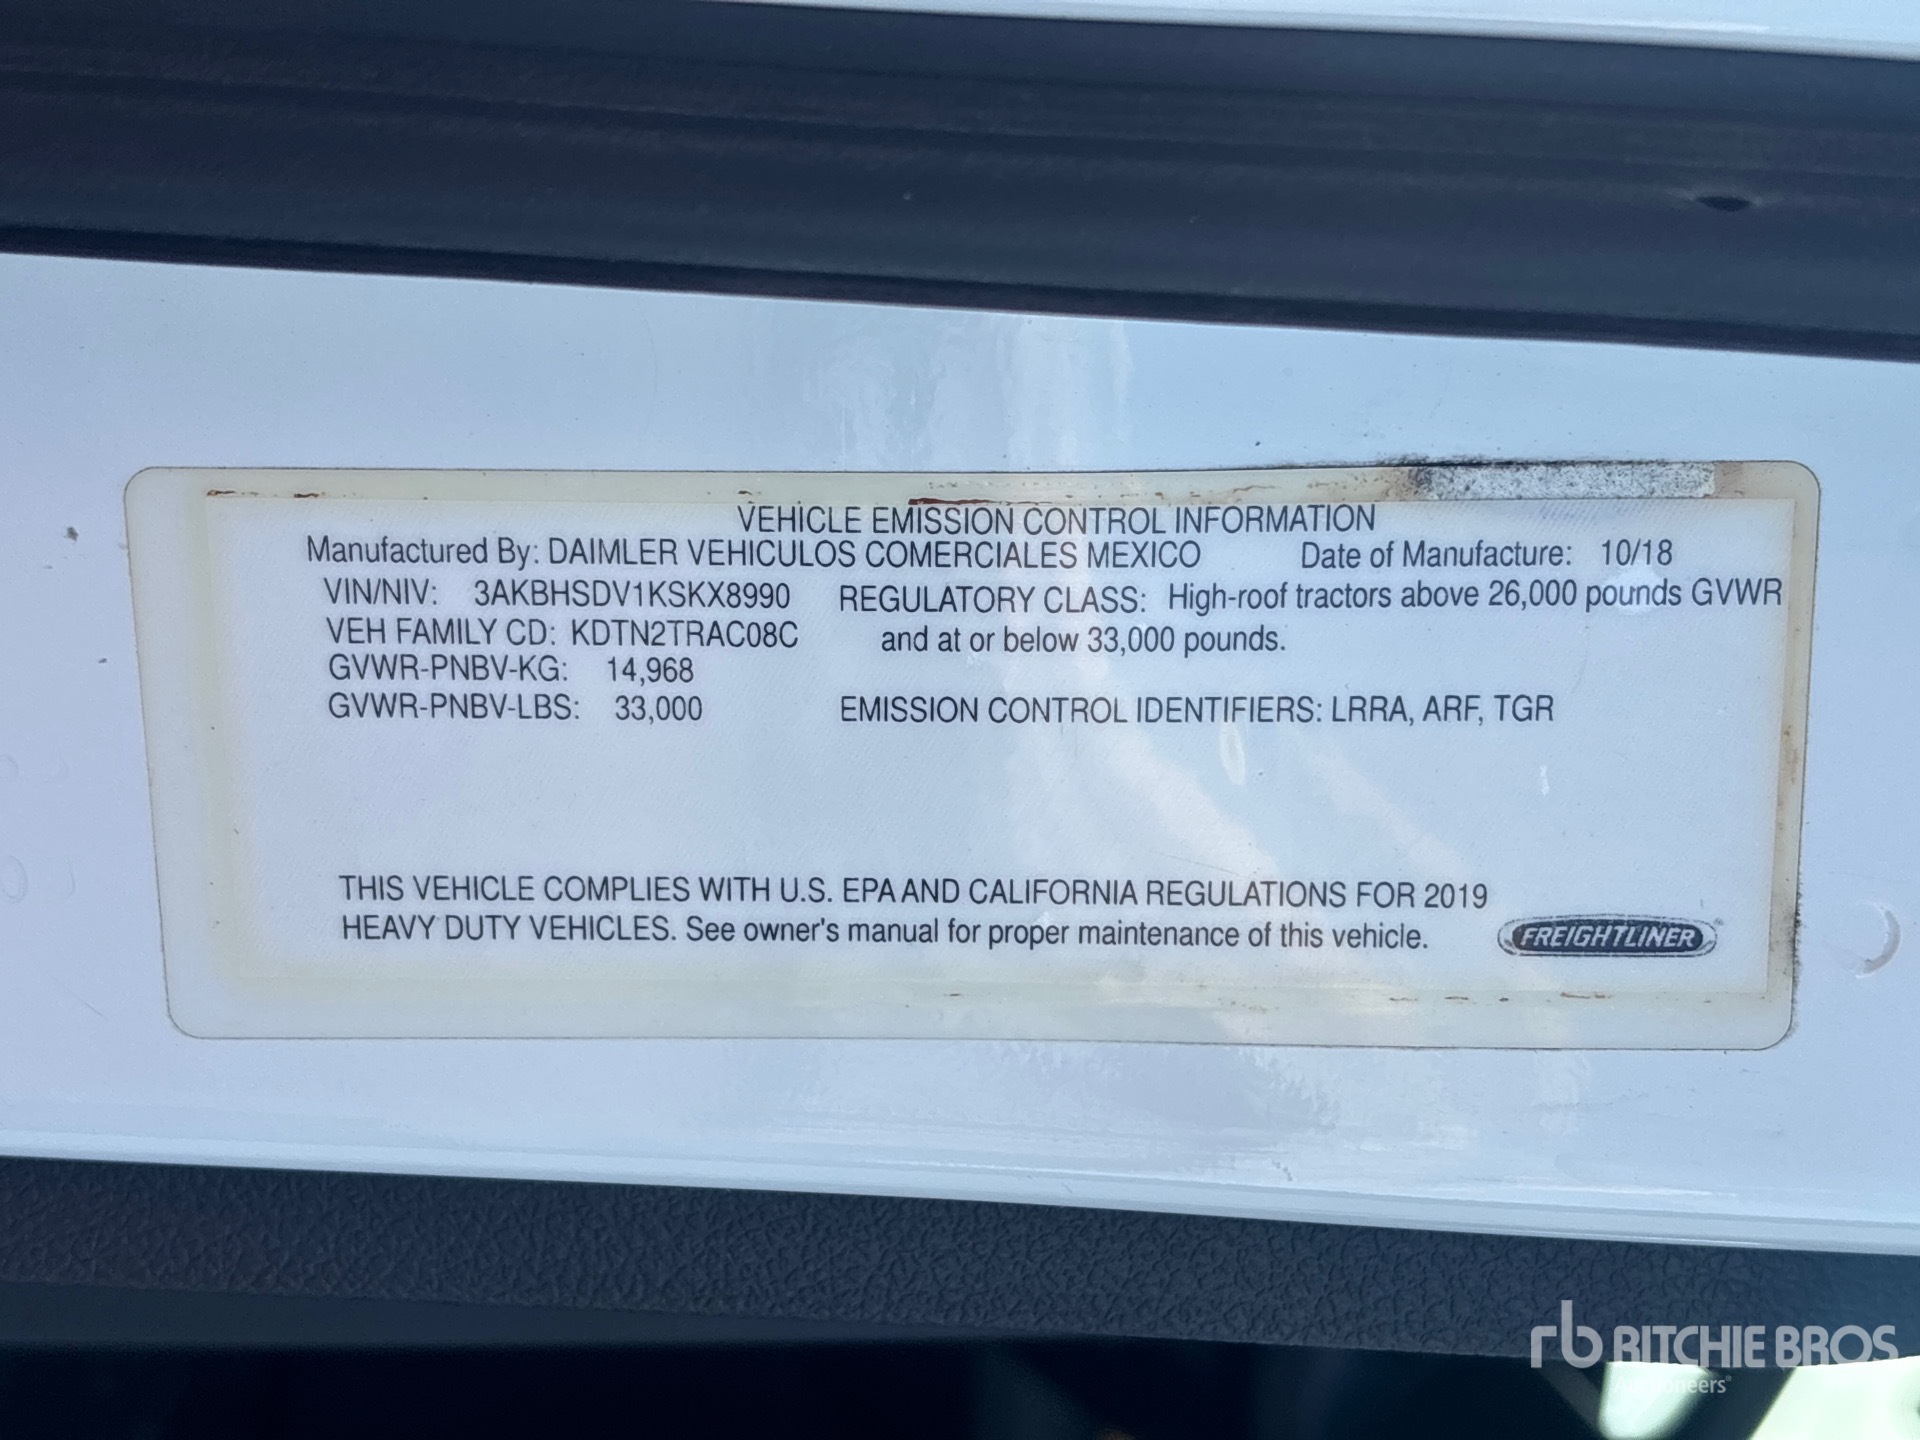 VEHICLE EMISSION CONTROL INFORMATION
Manufactured By: DAIMLER VEHICULOS COMERCIALES MEXICO Date of Manufacture: 10/18
VIN/NIV: 3AKBHSDV1KSKX8990 REGULATORY CLASS: High-roof tractors above 26,000 pounds GVWR
VEH FAMILY CD: KDTN2TRAC08C and at or below 33,000 pounds.
GVWR-PNBV-KG: 14,968
GVWR-PNBV-LBS: 33,000 EMISSION CONTROL IDENTIFIERS: LRRA, ARF, TGR
THIS VEHICLE COMPLIES WITH U.S. EPA AND CALIFORNIA REGULATIONS FOR 2019
HEAVY DUTY VEHICLES. See owner's manual for proper maintenance of this vehicle.
FREIGHTLINER
rb RITCHIE BROS
Auctioneers®